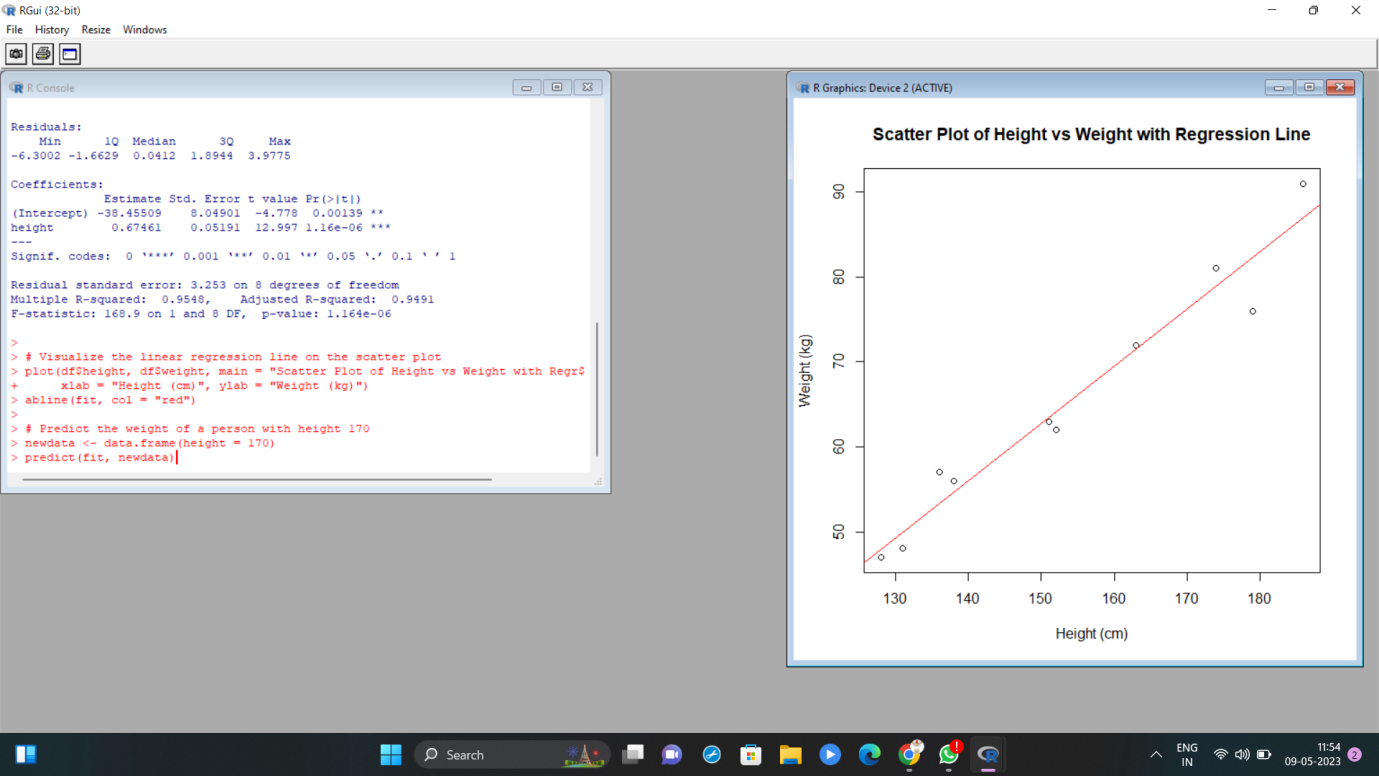 RGui (32-bit)
File History Resize Windows
R Console
Residuals:
Min 1Q Median 3Q Max
-6.3002 -1.6629 0.0412 1.8944 3.9775
Coefficients:
Estimate Std. Error t value Pr(>|t|)
(Intercept) -38.45509 8.04901 -4.778 0.00139 **
height 0.67461 0.05191 12.997 1.16e-06 ***
---
Signif. codes: 0 ‘***’ 0.001 ‘**’ 0.01 ‘*’ 0.05 ‘.’ 0.1 ‘ ’ 1
Residual standard error: 3.253 on 8 degrees of freedom
Multiple R-squared: 0.9548, Adjusted R-squared: 0.9491
F-statistic: 168.9 on 1 and 8 DF, p-value: 1.164e-06
>
> # Visualize the linear regression line on the scatter plot
> plot(df$height, df$weight, main = "Scatter Plot of Height vs Weight with Regr$
+ xlab = "Height (cm)", ylab = "Weight (kg)")
> abline(fit, col = "red")
>
> # Predict the weight of a person with height 170
> newdata <- data.frame(height = 170)
> predict(fit, newdata)
R Graphics: Device 2 (ACTIVE)
Scatter Plot of Height vs Weight with Regression Line
Weight (kg)
90
80
70
60
50
130 140 150 160 170 180
Height (cm)
Search
ENG
IN
11:54
09-05-2023
2